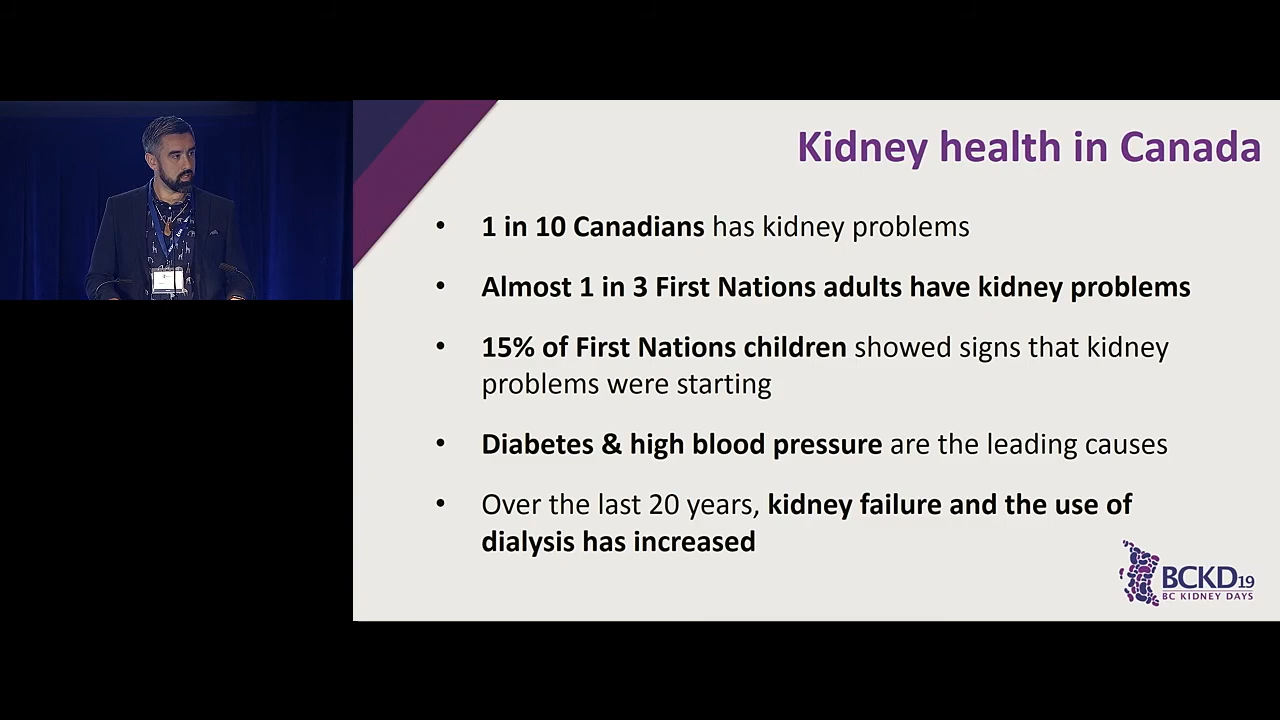 Kidney health in Canada
• 1 in 10 Canadians has kidney problems
• Almost 1 in 3 First Nations adults have kidney problems
• 15% of First Nations children showed signs that kidney
problems were starting
• Diabetes & high blood pressure are the leading causes
• Over the last 20 years, kidney failure and the use of
dialysis has increased
BCKD19
BC KIDNEY DAYS